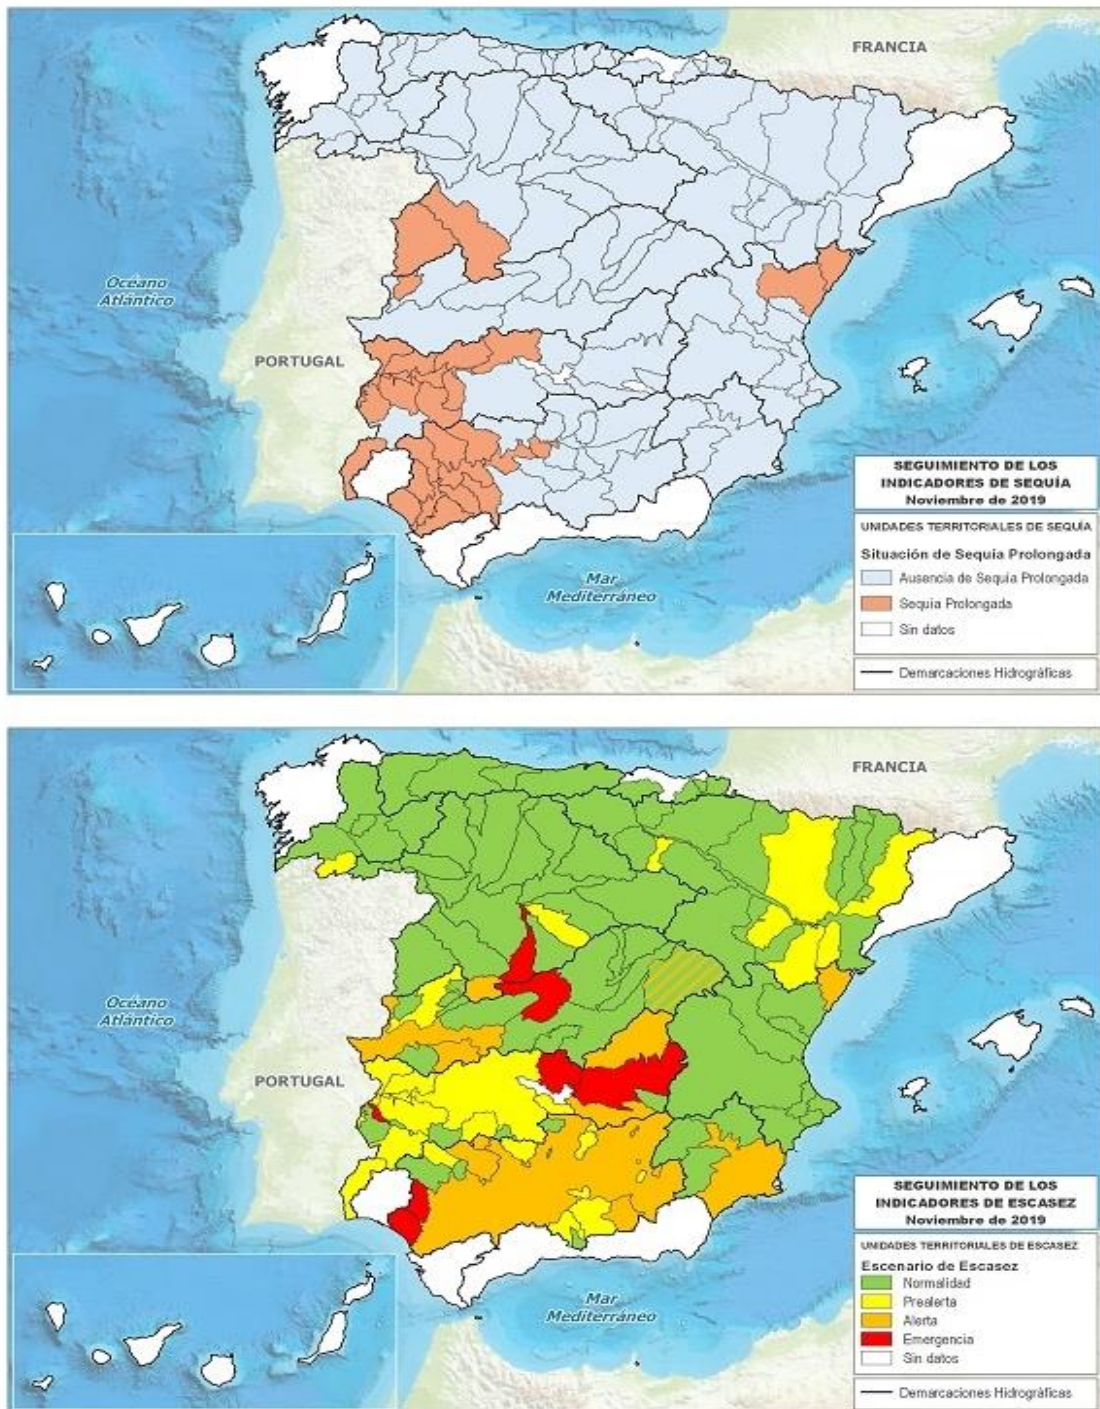 FRANCIA
Océano
Atlántico
PORTUGAL
Mar
Mediterráneo
SEGUIMIENTO DE LOS
INDICADORES DE SEQUÍA
Noviembre de 2019
UNIDADES TERRITORIALES DE SEQUÍA
Situación de Sequía Prolongada
Ausencia de Sequía Prolongada
Sequía Prolongada
Sin datos
Demarcaciones Hidrográficas
FRANCIA
Océano
Atlántico
PORTUGAL
Mar
Mediterráneo
SEGUIMIENTO DE LOS
INDICADORES DE ESCASEZ
Noviembre de 2019
UNIDADES TERRITORIALES DE ESCASEZ
Escenario de Escasez
Normalidad
Prealerta
Alerta
Emergencia
Sin datos
Demarcaciones Hidrográficas